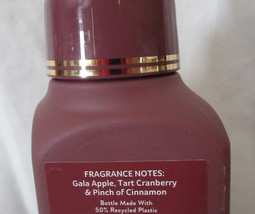 FRAGRANCE NOTES:
Gala Apple, Tart Cranberry
& Pinch of Cinnamon
Bottle Made With
50% Recycled Plastic